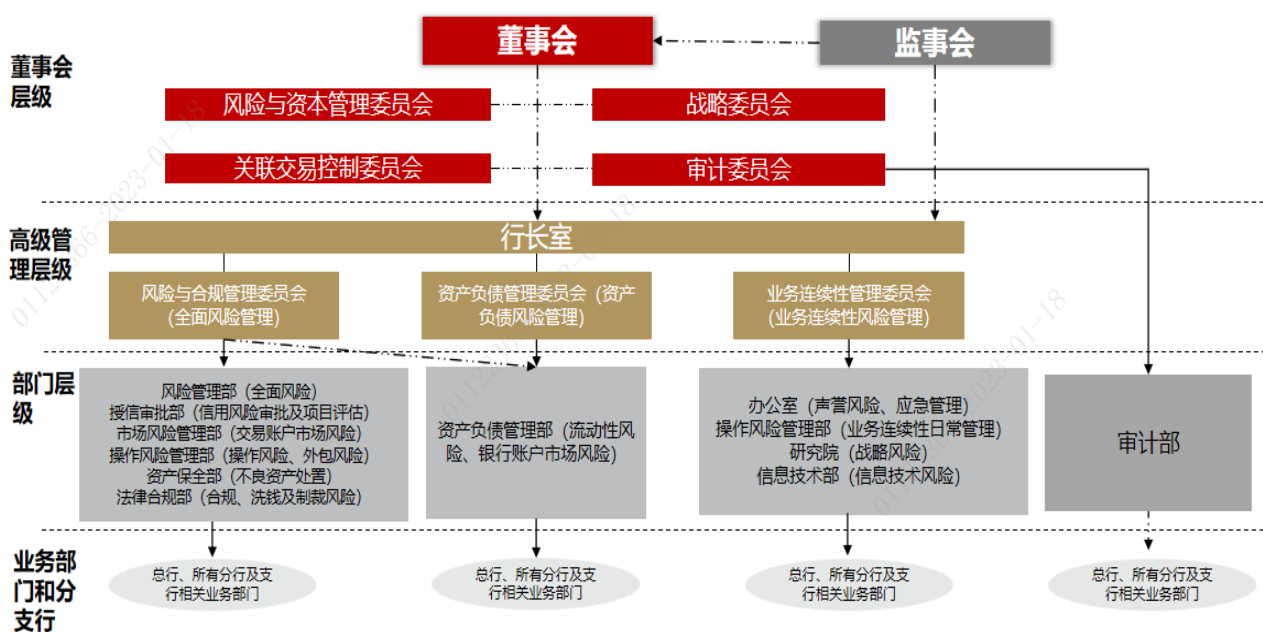 董事会
层级
董事会
监事会
风险与资本管理委员会
战略委员会
关联交易控制委员会
审计委员会
高级管
理层级
行长室
风险与合规管理委员会
(全面风险管理)
资产负债管理委员会(资产
负债风险管理)
业务连续性管理委员会
(业务连续性风险管理)
部门层
级
风险管理部(全面风险)
授信审批部(信用风险审批及项目评估)
市场风险管理部(交易账户市场风险)
操作风险管理部(操作风险、外包风险)
资产保全部(不良资产处置)
法律合规部(合规、洗钱及制裁风险)
资产负债管理部(流动性风
险、银行账户市场风险)
办公室(声誉风险、应急管理)
操作风险管理部(业务连续性日常管理)
研究院(战略风险)
信息技术部(信息技术风险)
审计部
业务部
门和分
支行
总行、所有分行及支
行相关业务部门
总行、所有分行及支
行相关业务部门
总行、所有分行及支
行相关业务部门
总行、所有分行及支
行相关业务部门